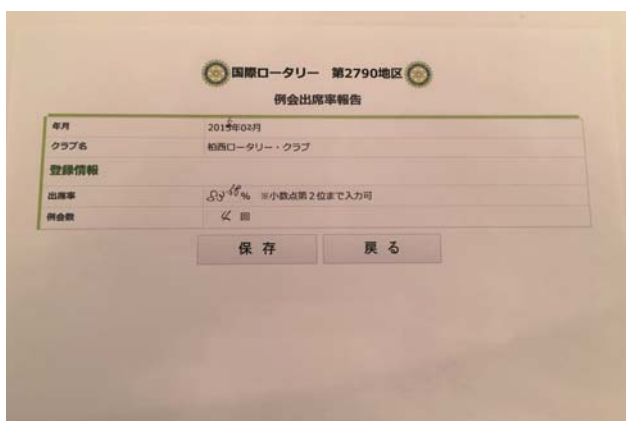 国際ロータリー 第2790地区
例会出席率報告
年月
クラブ名 柏西ロータリー・クラブ
登録情報
出席率 % ※小数点第2位まで入力可
例会数 4 回
保存 戻る